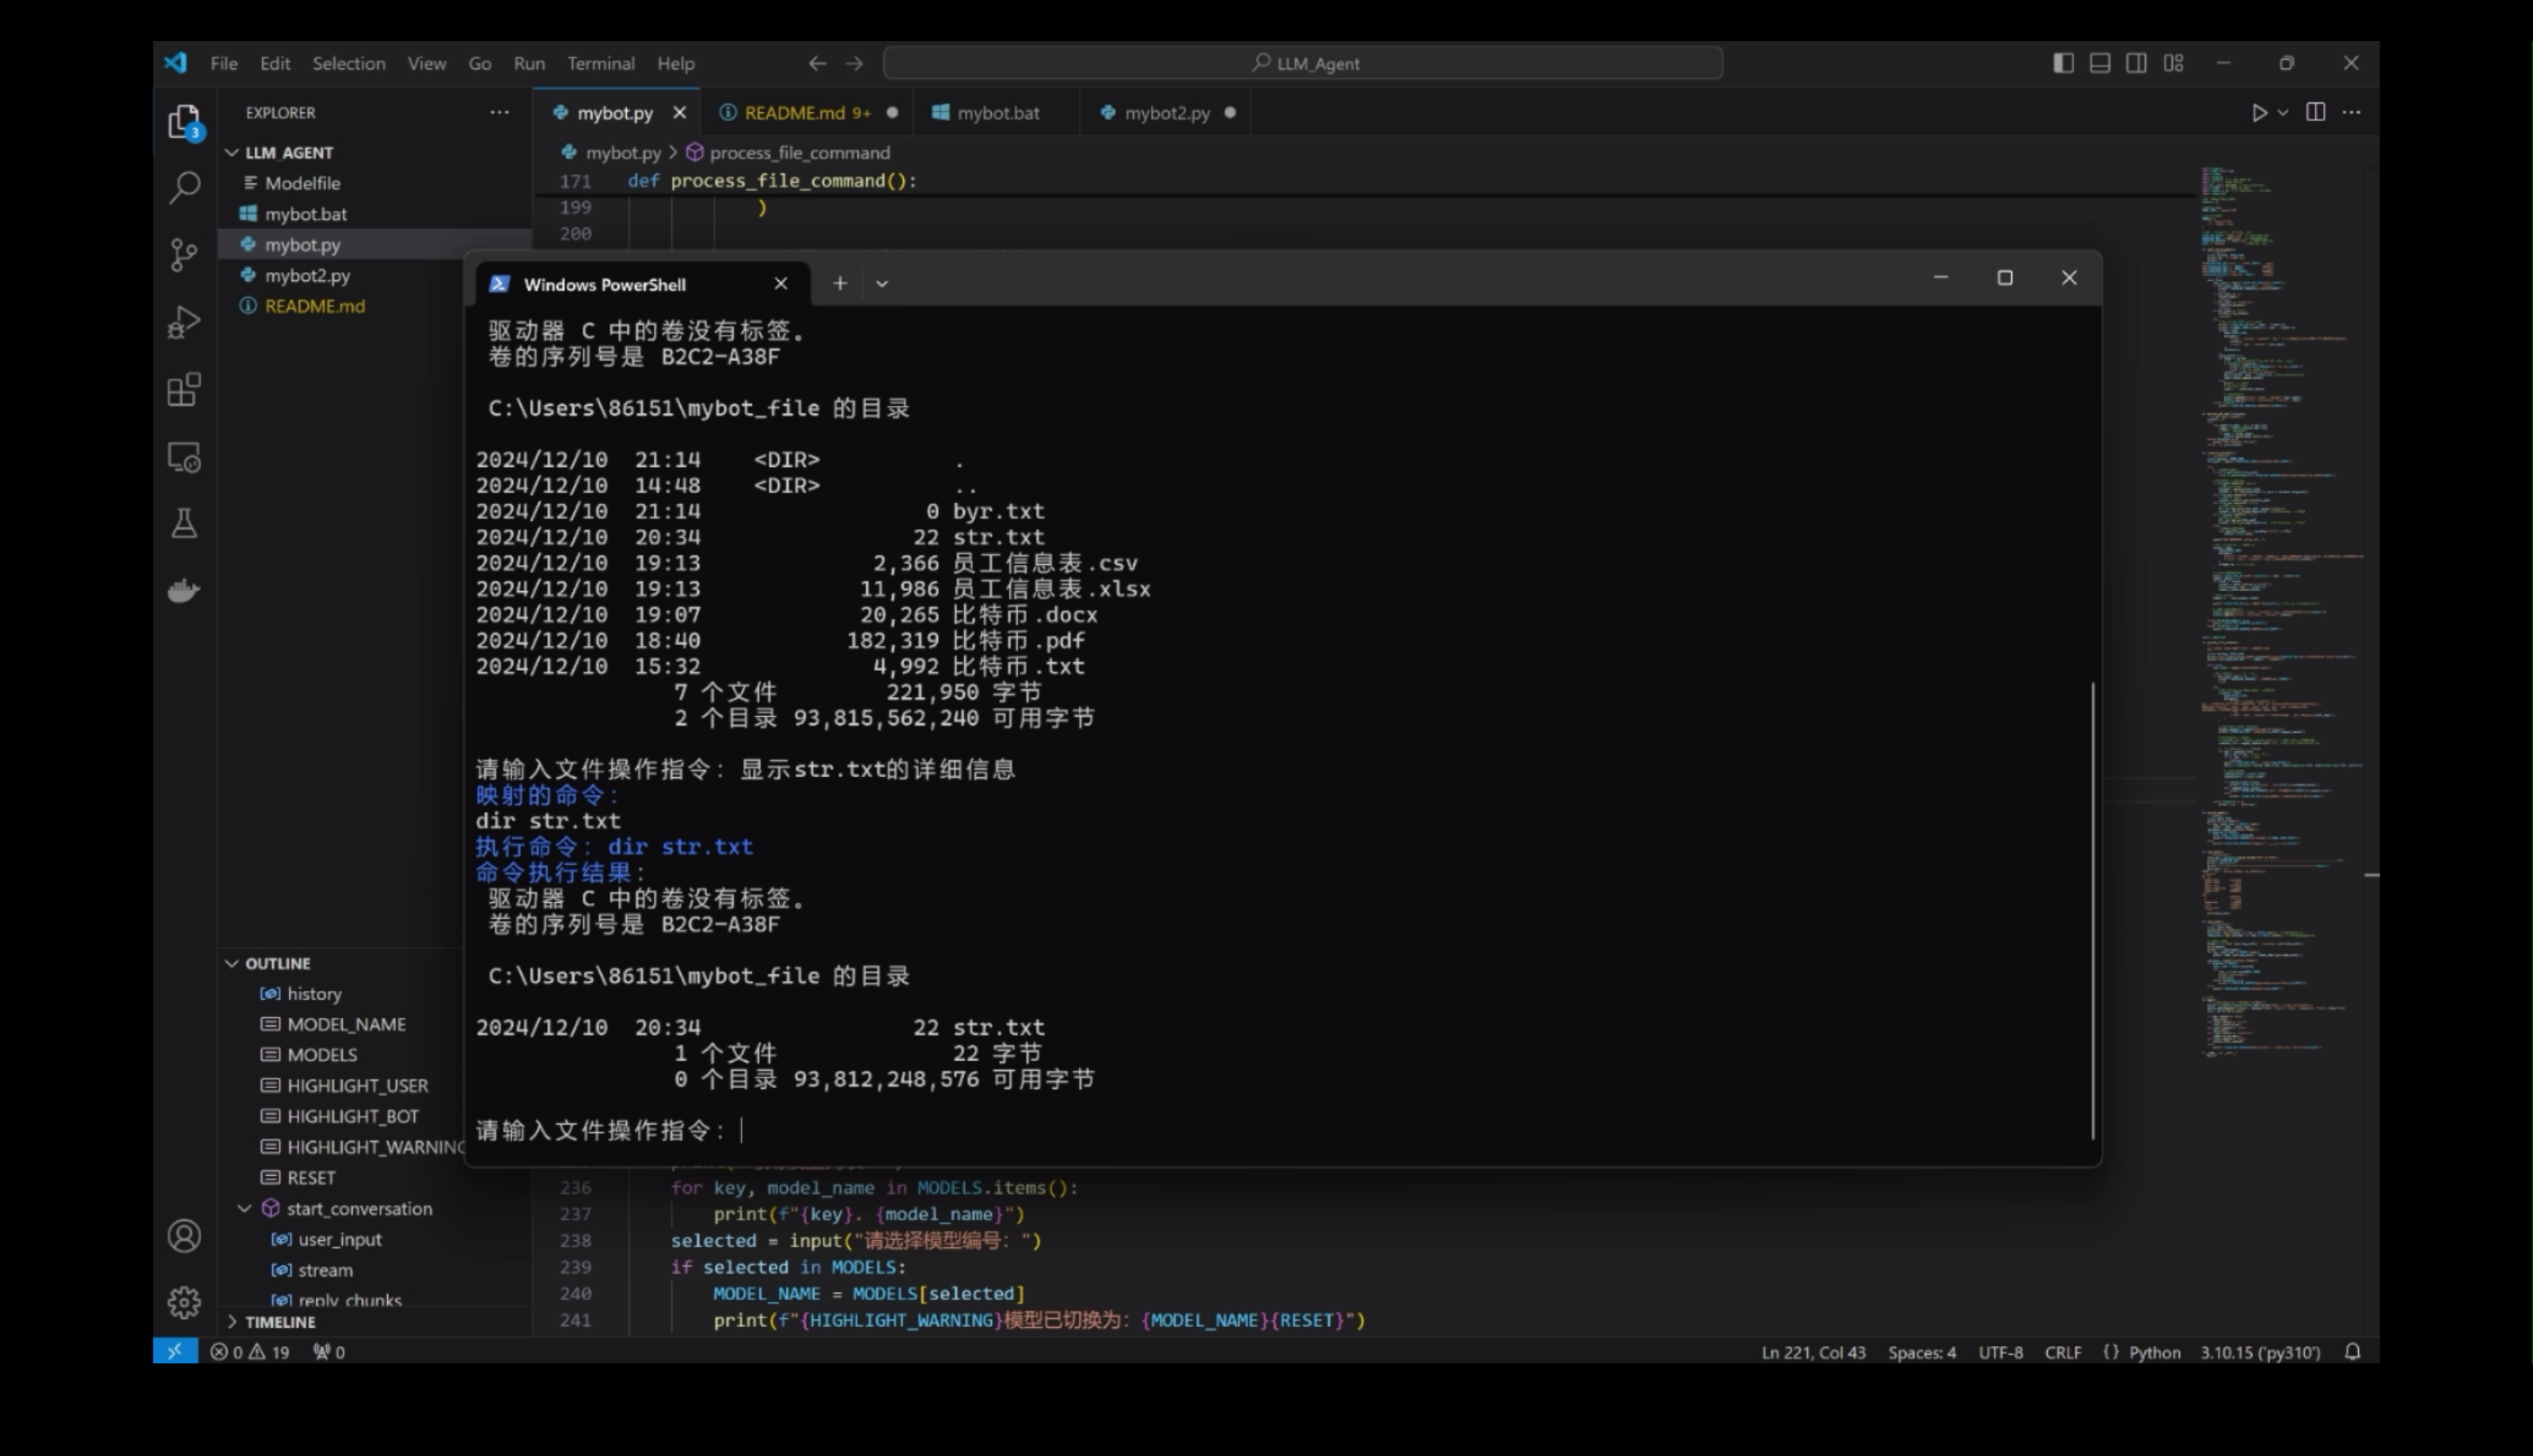 File Edit Selection View Go Run Terminal Help
LLM_Agent
EXPLORER
LLM_AGENT
Modelfile
mybot.bat
mybot.py
mybot2.py
README.md
3
mybot.py
README.md 9+
mybot.bat
mybot2.py
mybot.py > process_file_command
171 def process_file_command():
199 )
200
Windows PowerShell
驱动器 C 中的卷没有标签。
卷的序列号是 B2C2-A38F
C:\Users\86151\mybot_file 的目录
2024/12/10 21:14 <DIR> .
2024/12/10 14:48 <DIR> ..
2024/12/10 21:14 0 byr.txt
2024/12/10 20:34 22 str.txt
2024/12/10 19:13 2,366 员工信息表.csv
2024/12/10 19:13 11,986 员工信息表.xlsx
2024/12/10 19:07 20,265 比特币.docx
2024/12/10 18:40 182,319 比特币.pdf
2024/12/10 15:32 4,992 比特币.txt
7 个文件 221,950 字节
2 个目录 93,815,562,240 可用字节
请输入文件操作指令: 显示str.txt的详细信息
映射的命令:
dir str.txt
执行命令: dir str.txt
命令执行结果:
驱动器 C 中的卷没有标签。
卷的序列号是 B2C2-A38F
C:\Users\86151\mybot_file 的目录
2024/12/10 20:34 22 str.txt
1 个文件 22 字节
0 个目录 93,812,248,576 可用字节
请输入文件操作指令:
OUTLINE
history
MODEL_NAME
MODELS
HIGHLIGHT_USER
HIGHLIGHT_BOT
HIGHLIGHT_WARNING
RESET
start_conversation
user_input
stream
reply_chunks
TIMELINE
236 for key, model_name in MODELS.items():
237 print(f"{key}. {model_name}")
238 selected = input("请选择模型编号: ")
239 if selected in MODELS:
240 MODEL_NAME = MODELS[selected]
241 print(f"{HIGHLIGHT_WARNING}模型已切换为: {MODEL_NAME}{RESET}")
0 19 0
Ln 221, Col 43 Spaces: 4 UTF-8 CRLF {} Python 3.10.15 ('py310')